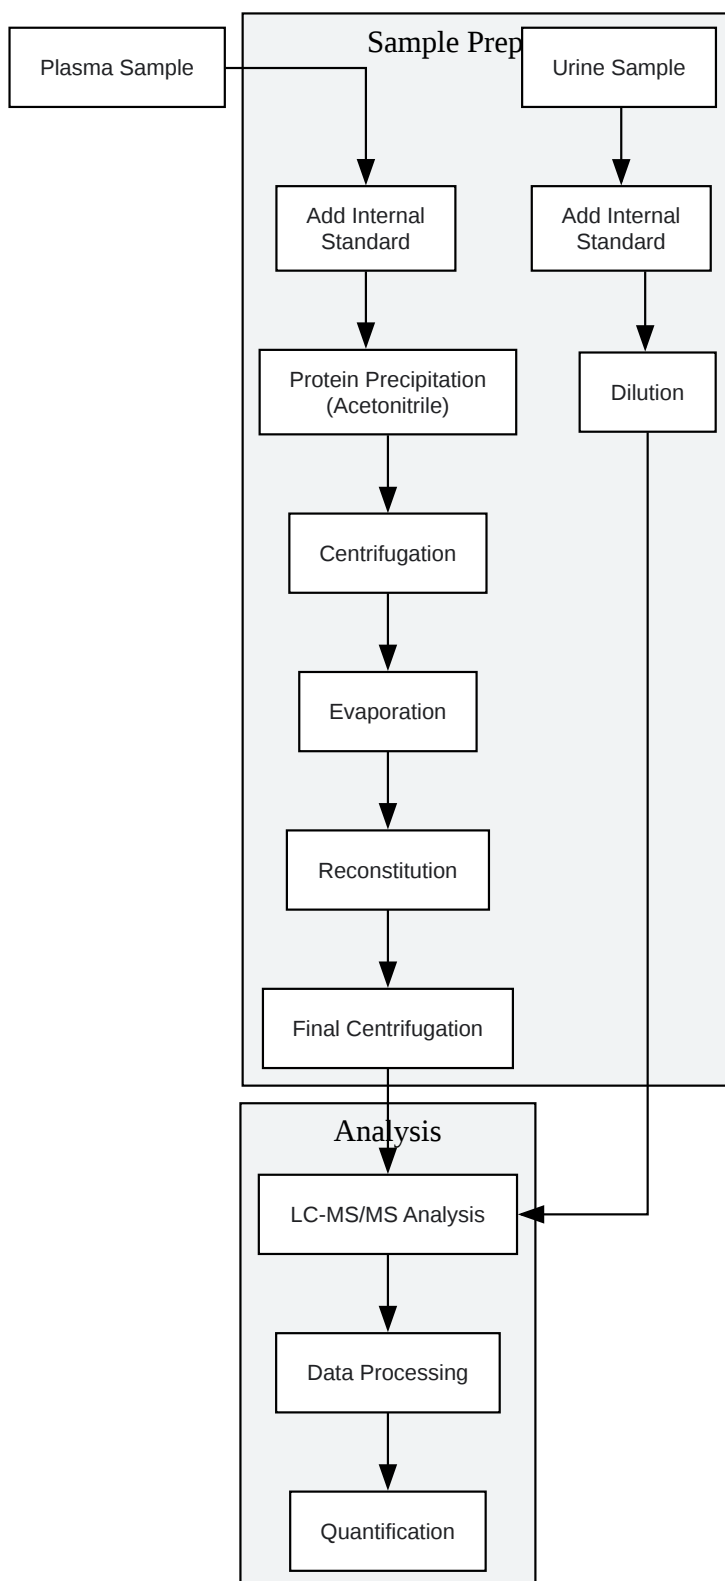 Sample Prep
Plasma Sample
Urine Sample
Add Internal
Standard
Add Internal
Standard
Protein Precipitation
(Acetonitrile)
Dilution
Centrifugation
Evaporation
Reconstitution
Final Centrifugation
Analysis
LC-MS/MS Analysis
Data Processing
Quantification